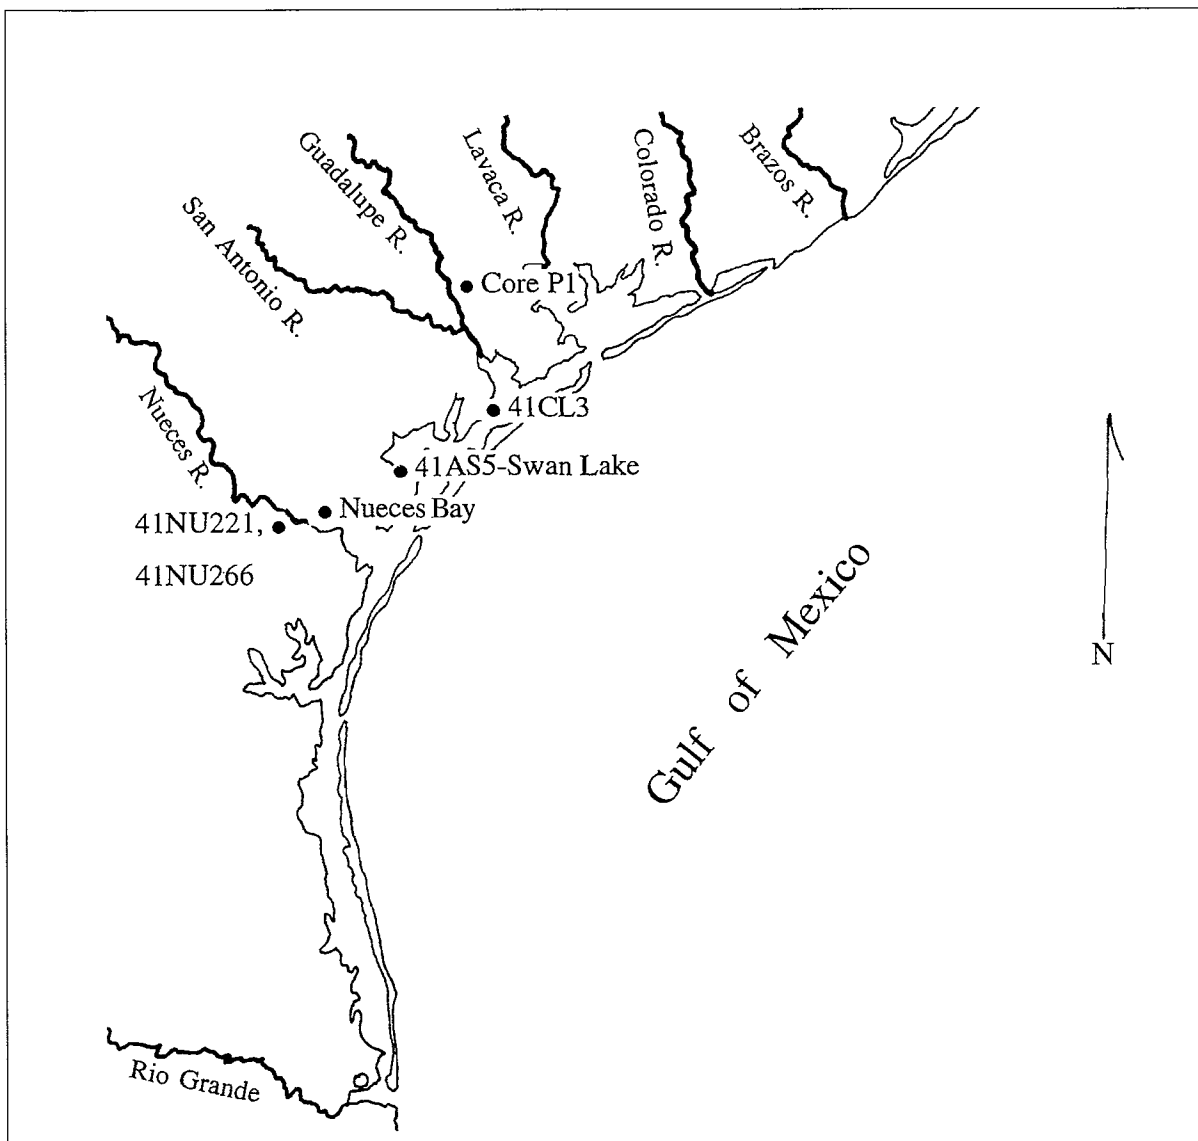 Guadalupe R.
Lavaca R.
Colorado R.
Brazos R.
San Antonio R.
Core P1
Nueces R.
41CL3
41AS5-Swan Lake
Nueces Bay
41NU221,
41NU266
Gulf of Mexico
N
Rio Grande